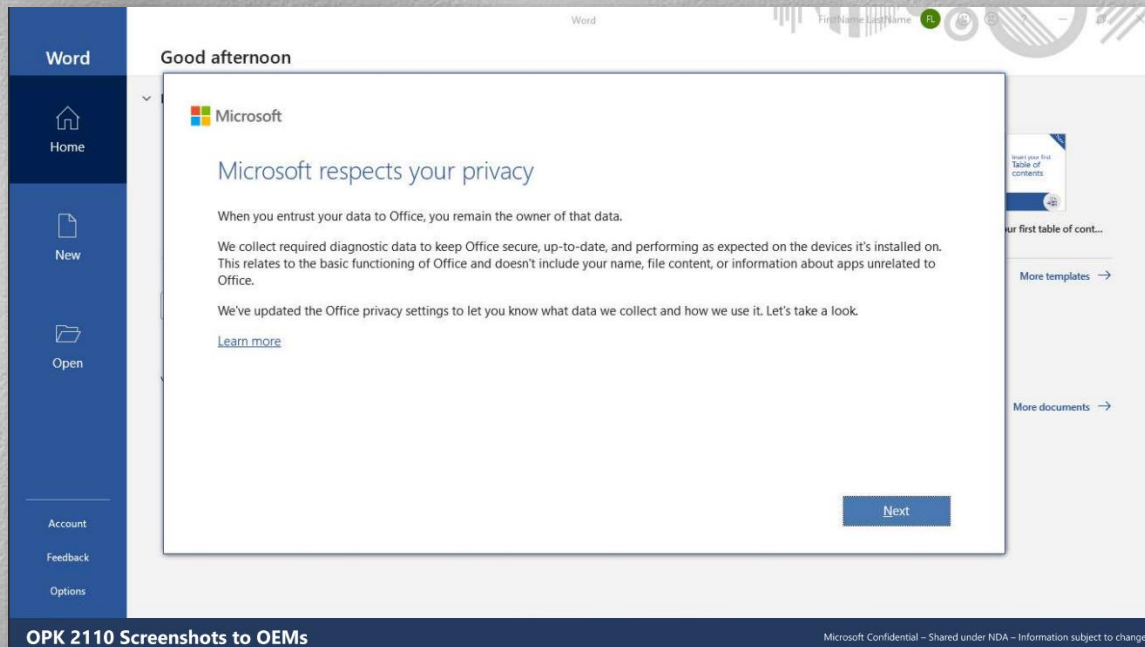 Word
FirstName LastName FL ?
Word
Good afternoon
Home
New
Open
Account
Feedback
Options
Microsoft
Microsoft respects your privacy
When you entrust your data to Office, you remain the owner of that data.
We collect required diagnostic data to keep Office secure, up-to-date, and performing as expected on the devices it's installed on.
This relates to the basic functioning of Office and doesn't include your name, file content, or information about apps unrelated to
Office.
We've updated the Office privacy settings to let you know what data we collect and how we use it. Let's take a look.
Learn more
Next
Insert your first
Table of
contents
ur first table of cont...
More templates →
More documents →
OPK 2110 Screenshots to OEMs
Microsoft Confidential – Shared under NDA – Information subject to change